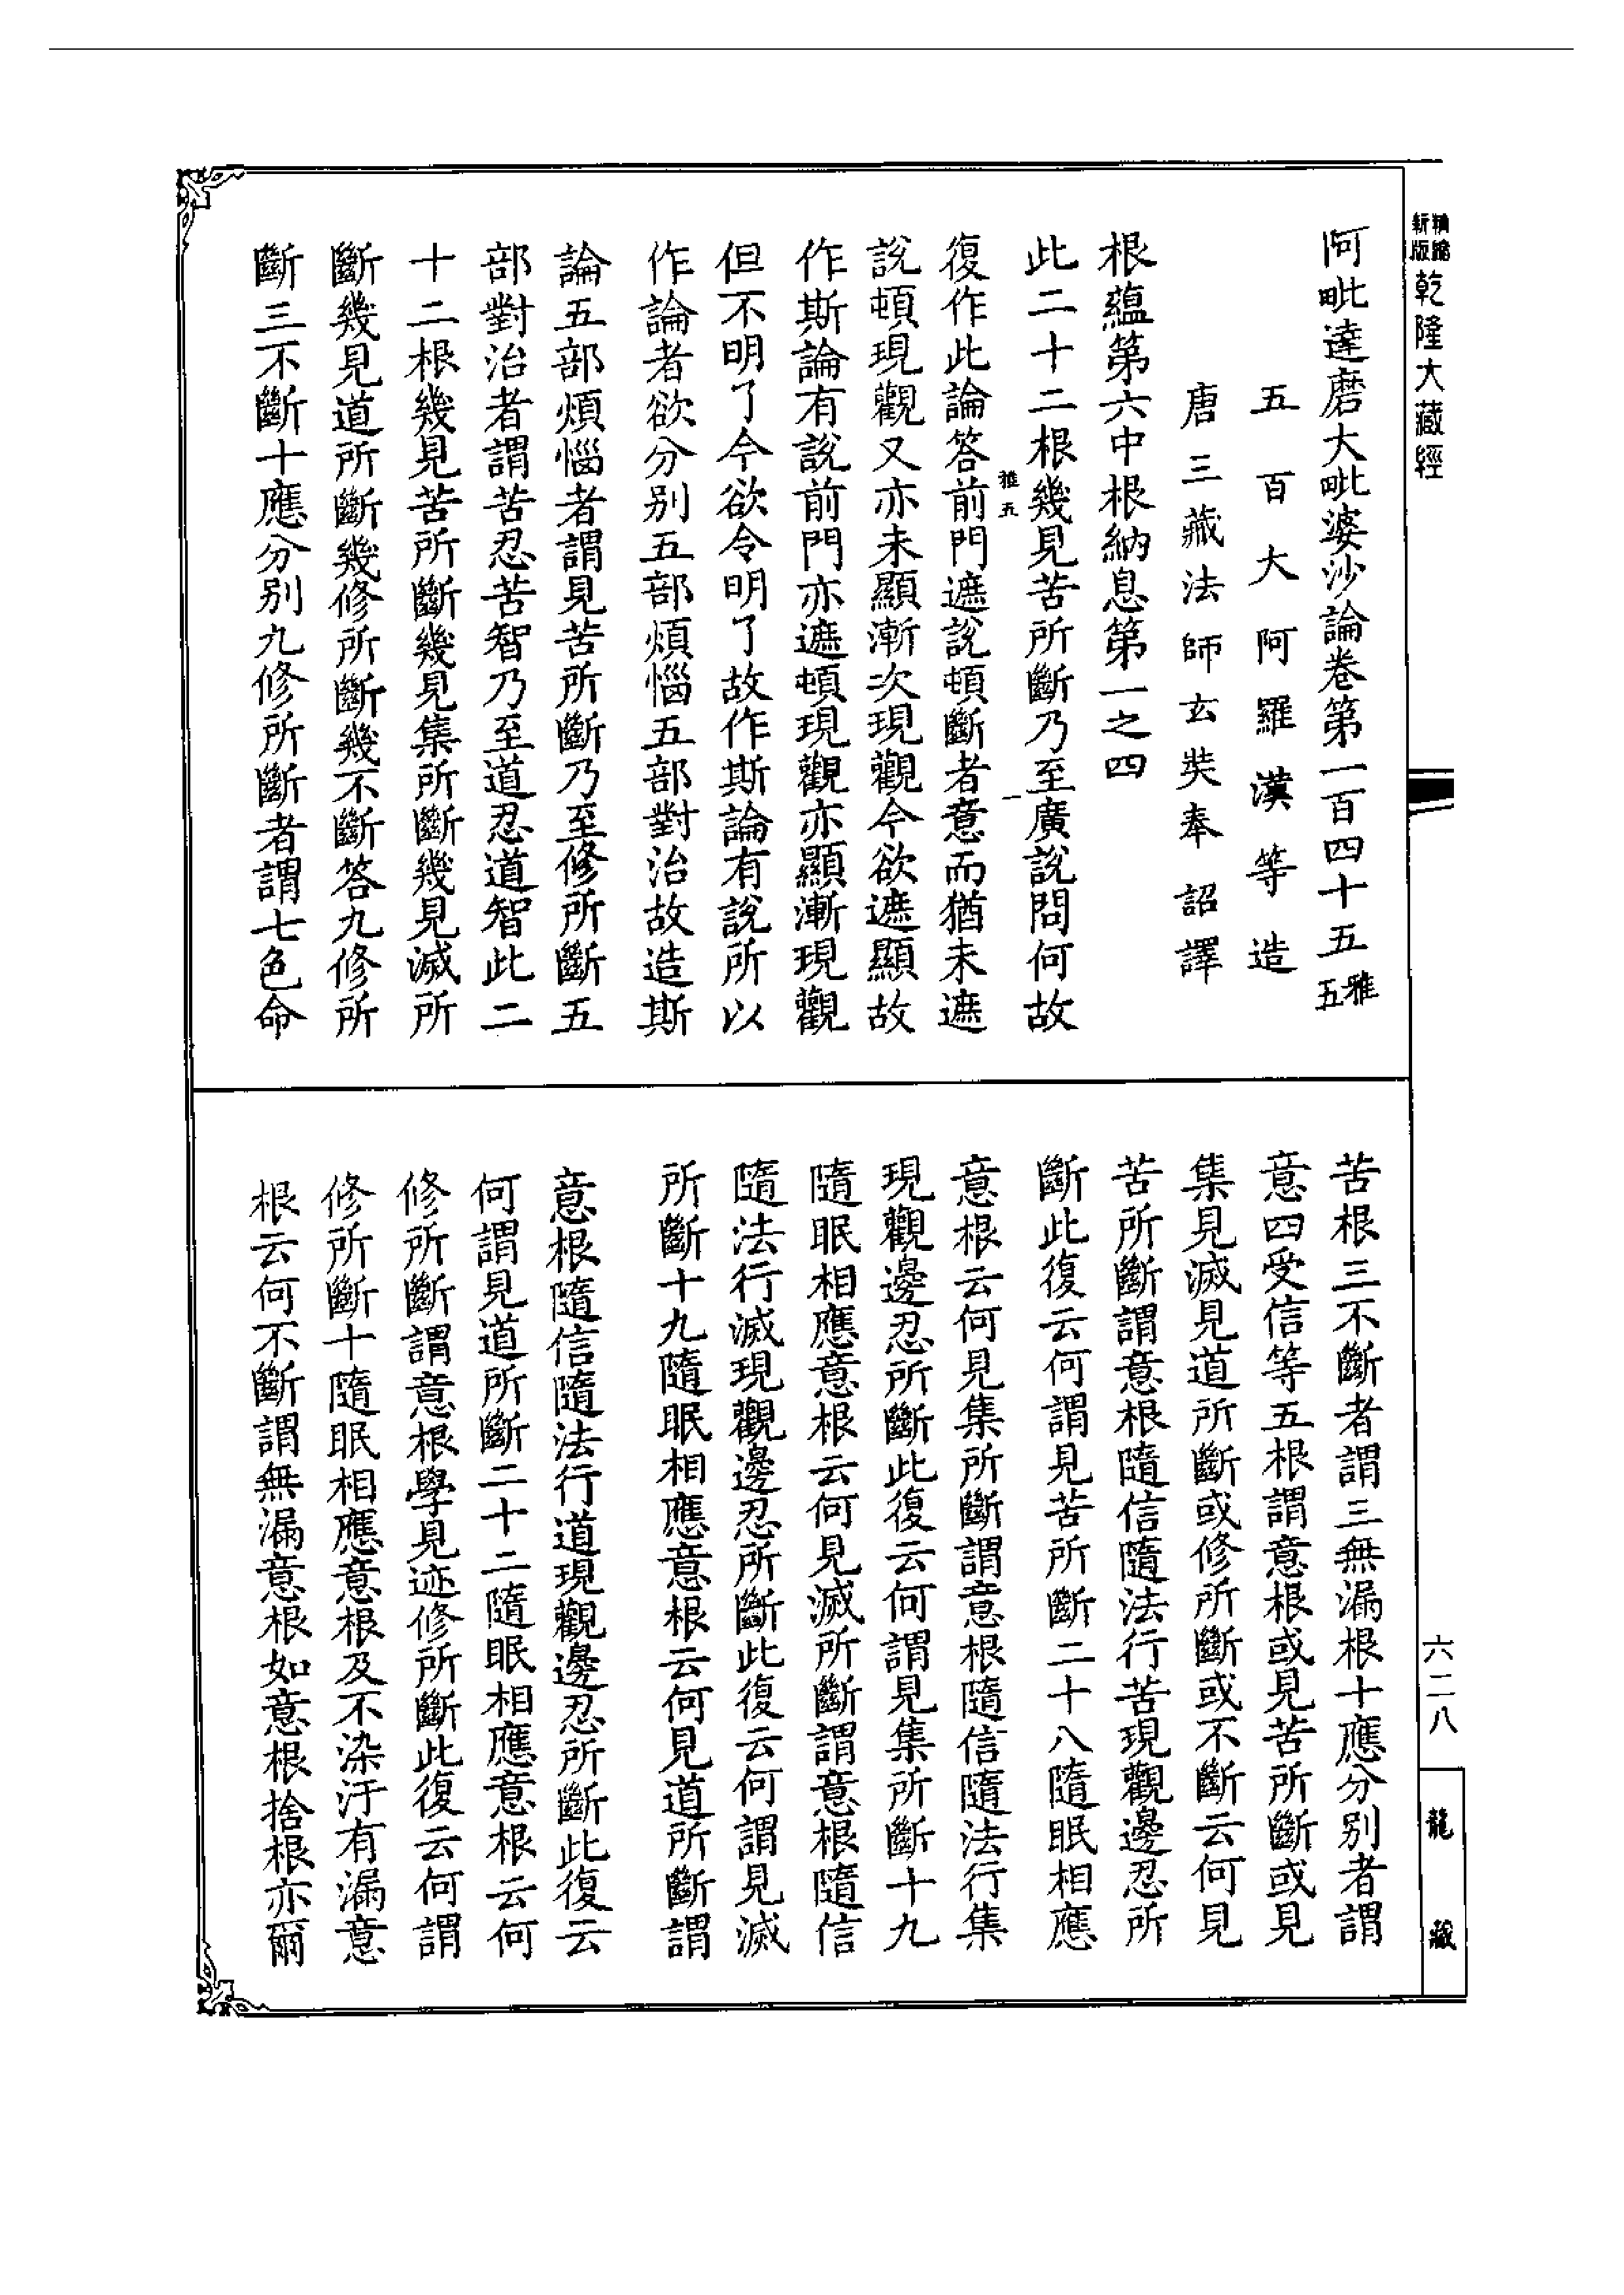 精縮新版乾隆大藏經
阿毗達磨大毗婆沙論卷第一百四十五 雅五
五百大阿羅漢等造
唐三藏法師玄奘奉 詔譯
根蘊第六中根納息第一之四
此二十二根幾見苦所斷乃至廣說問何故
雅五 一
復作此論答前門遮說頓斷者意而猶未遮
說頓現觀又亦未顯漸次現觀今欲遮顯故
作斯論有說前門亦遮頓現觀亦顯漸現觀
但不明了今欲令明了故作斯論有說所以
作論者欲分別五部煩惱五部對治故造斯
論五部煩惱者謂見苦所斷乃至修所斷五
部對治者謂苦忍苦智乃至道忍道智此二
十二根幾見苦所斷幾見集所斷幾見滅所
斷幾見道所斷幾修所斷幾不斷答九修所
斷三不斷十應分別九修所斷者謂七色命
苦根三不斷者謂三無漏根十應分別者謂
意四受信等五根謂意根或見苦所斷或見
集見滅見道所斷或修所斷或不斷云何見
苦所斷謂意根隨信隨法行苦現觀邊忍所
斷此復云何謂見苦所斷二十八隨眠相應
意根云何見集所斷謂意根隨信隨法行集
現觀邊忍所斷此復云何謂見集所斷十九
隨眠相應意根云何見滅所斷謂意根隨信
隨法行滅現觀邊忍所斷此復云何謂見滅
所斷十九隨眠相應意根云何見道所斷謂
意根隨信隨法行道現觀邊忍所斷此復云
何謂見道所斷二十二隨眠相應意根云何
修所斷謂意根學見迹修所斷此復云何謂
修所斷十隨眠相應意根及不染汙有漏意
根云何不斷謂無漏意根如意根捨根亦爾
六二八
龍藏